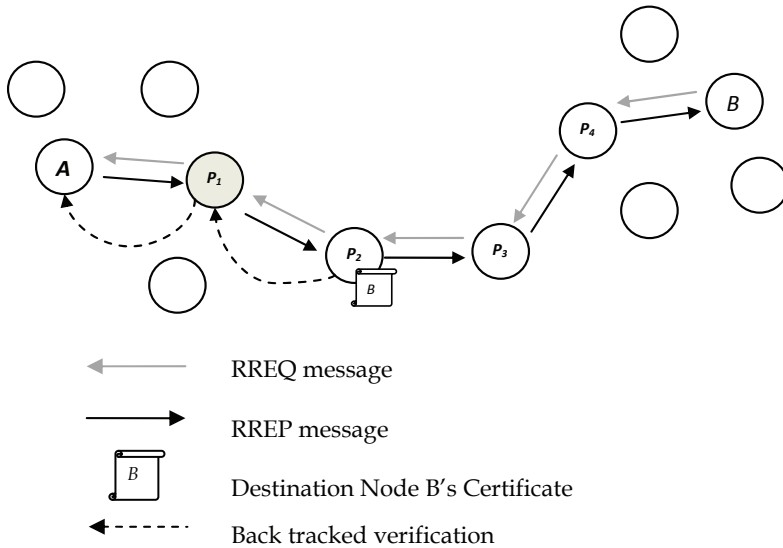 B
P4
A
P1
P2
P3
B
RREQ message
RREP message
B
Destination Node B's Certificate
Back tracked verification